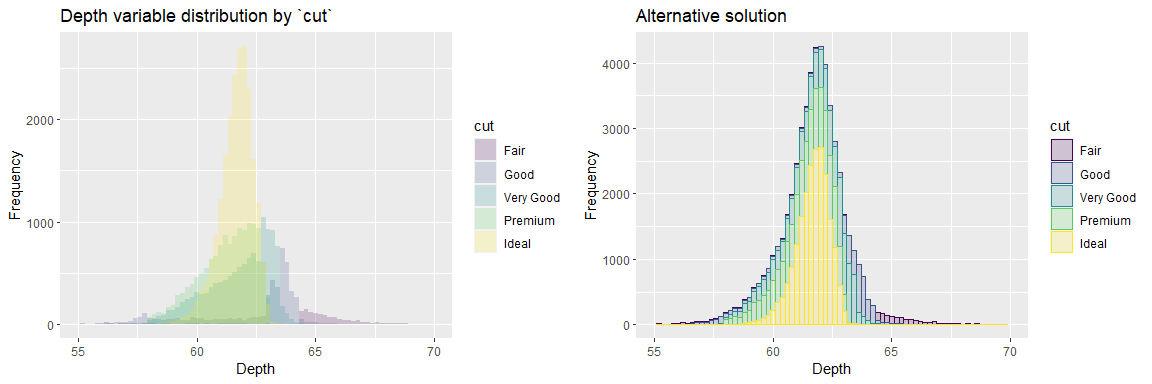 Depth variable distribution by `cut`
Frequency
2000
1000
0
55
60
65
70
Depth
cut
Fair
Good
Very Good
Premium
Ideal
Alternative solution
Frequency
4000
3000
2000
1000
0
55
60
65
70
Depth
cut
Fair
Good
Very Good
Premium
Ideal